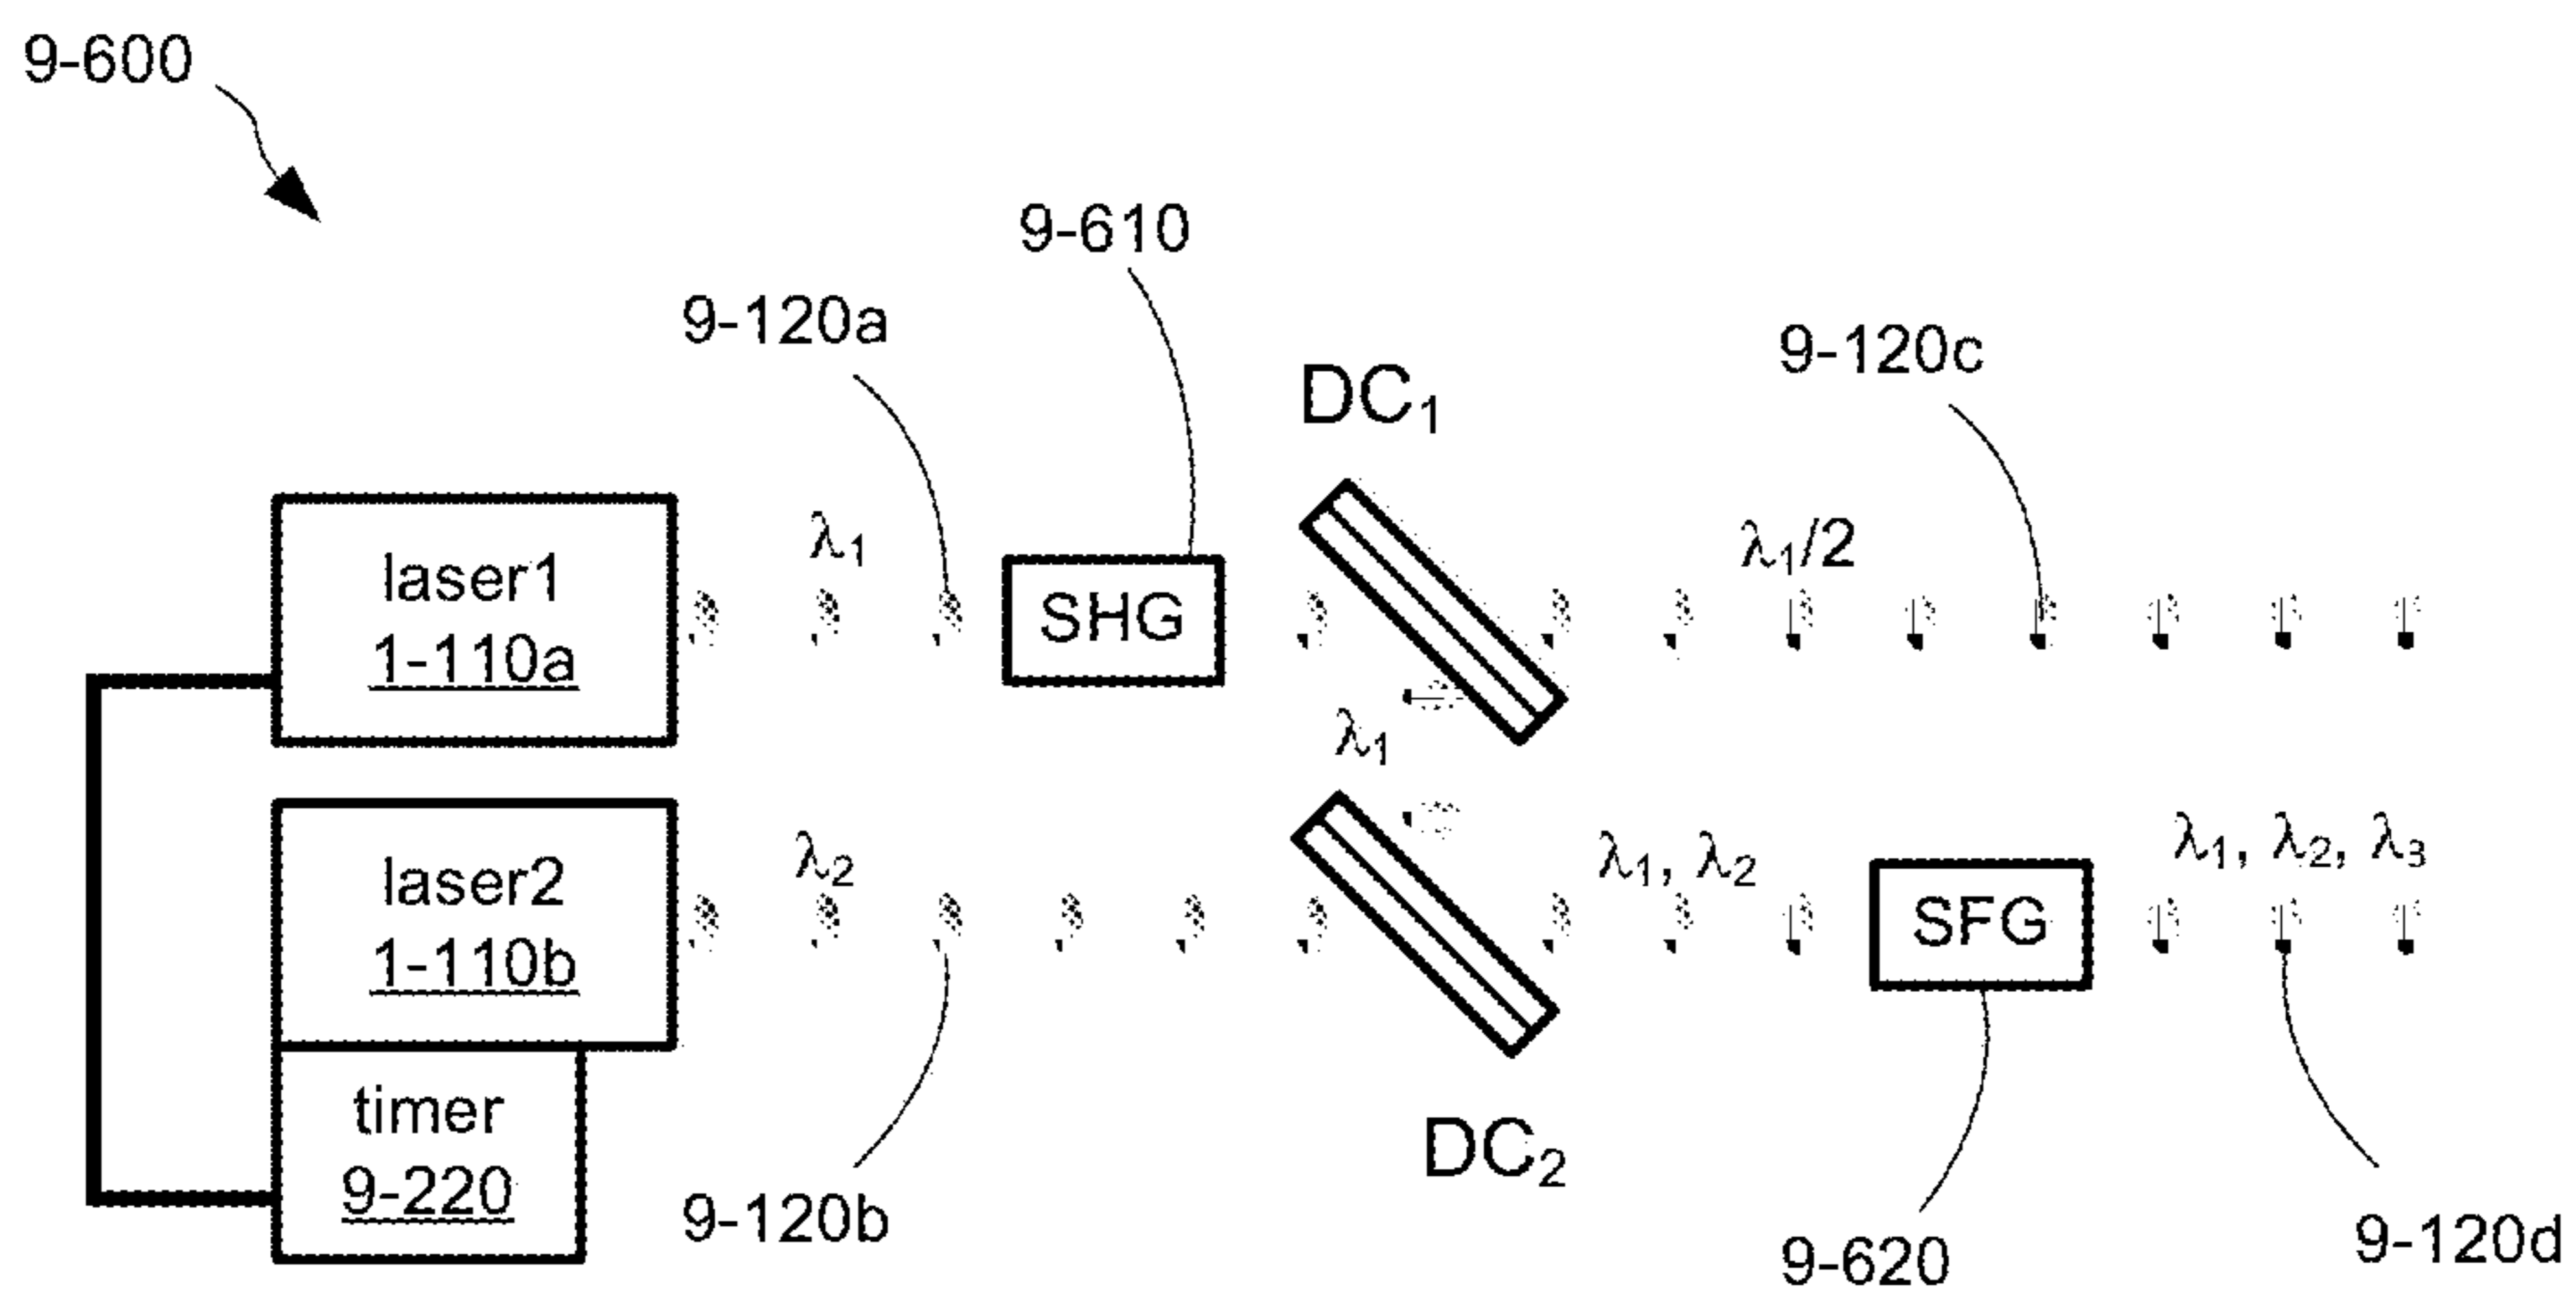 9-600
9-610
9-120a
9-120c
DC₁
λ₁
λ₁/2
laser1
1-110a
SHG
λ₁
λ₂
λ₁, λ₂
λ₁, λ₂, λ₃
laser2
1-110b
SFG
timer
9-220
DC₂
9-120b
9-620
9-120d